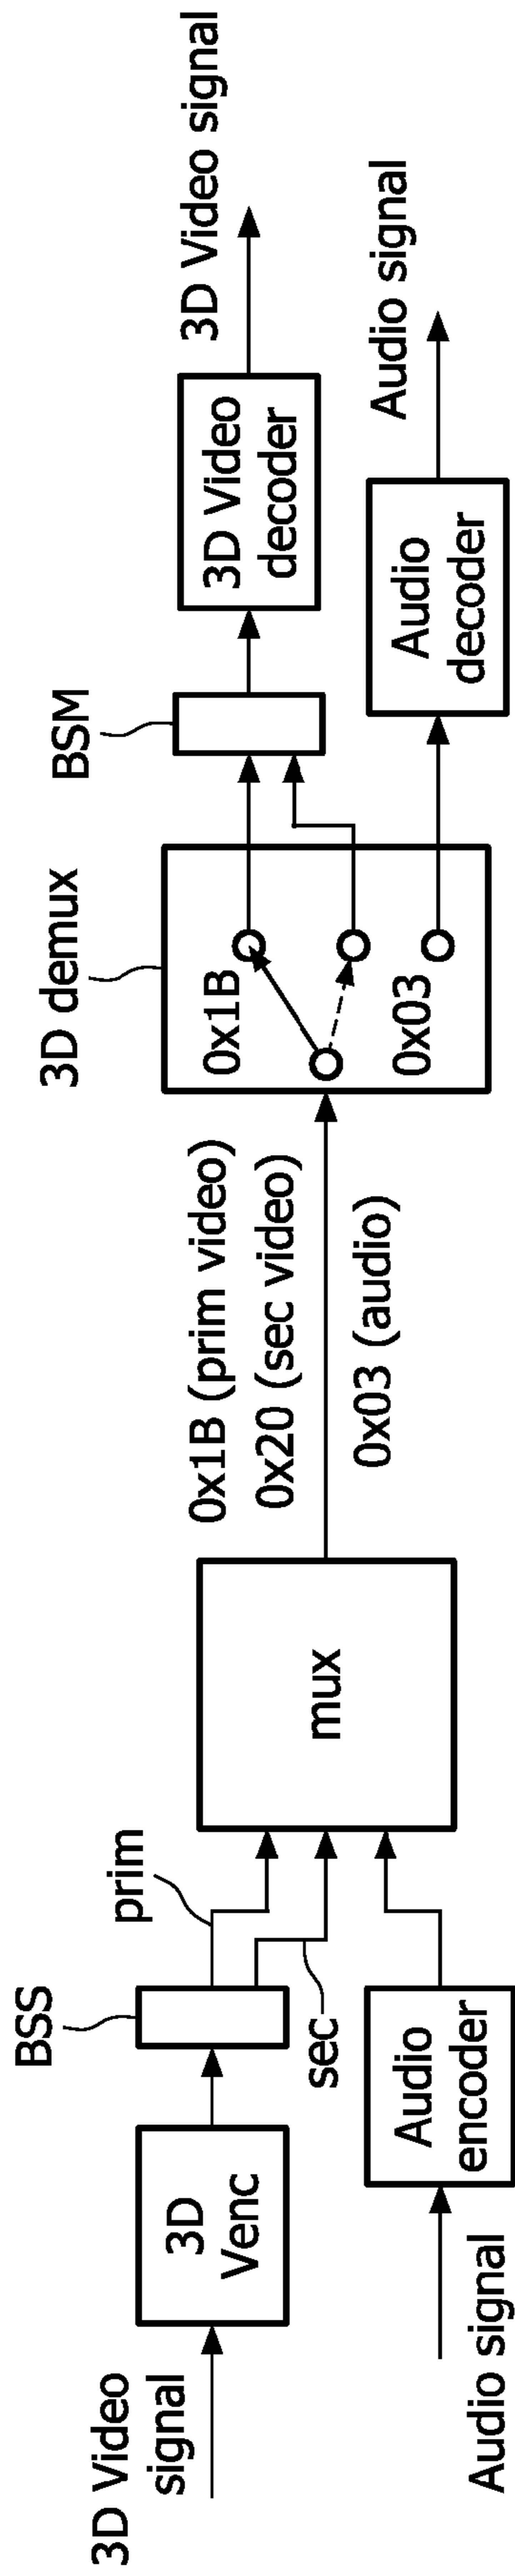 3D Video
signal
3D
Venc
BSS
prim
sec
Audio signal
Audio
encoder
mux
0x1B (prim video)
0x20 (sec video)
0x03 (audio)
3D demux
0x1B
0x03
BSM
3D Video
decoder
3D Video signal
Audio
decoder
Audio signal